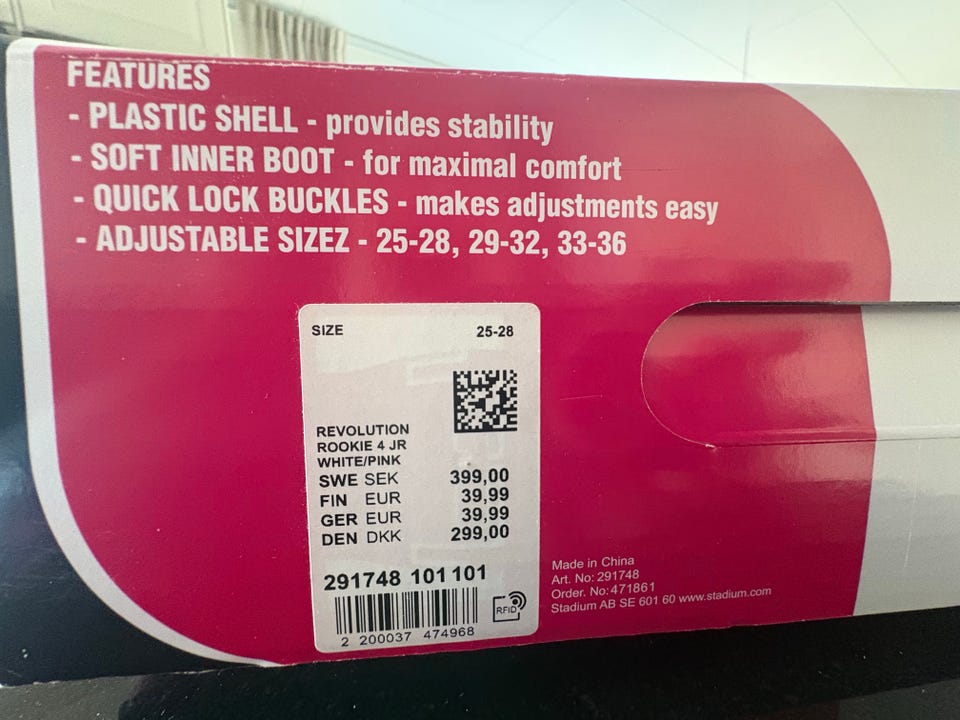 FEATURES
- PLASTIC SHELL - provides stability
- SOFT INNER BOOT - for maximal comfort
- QUICK LOCK BUCKLES - makes adjustments easy
- ADJUSTABLE SIZEZ - 25-28, 29-32, 33-36
SIZE 25-28
REVOLUTION
ROOKIE 4 JR
WHITE/PINK
SWE SEK 399,00
FIN EUR 39,99
GER EUR 39,99
DEN DKK 299,00
291748 101 101
RFID
2 200037 474968
Made in China
Art. No: 291748
Order. No: 471861
Stadium AB SE 601 60 www.stadium.com